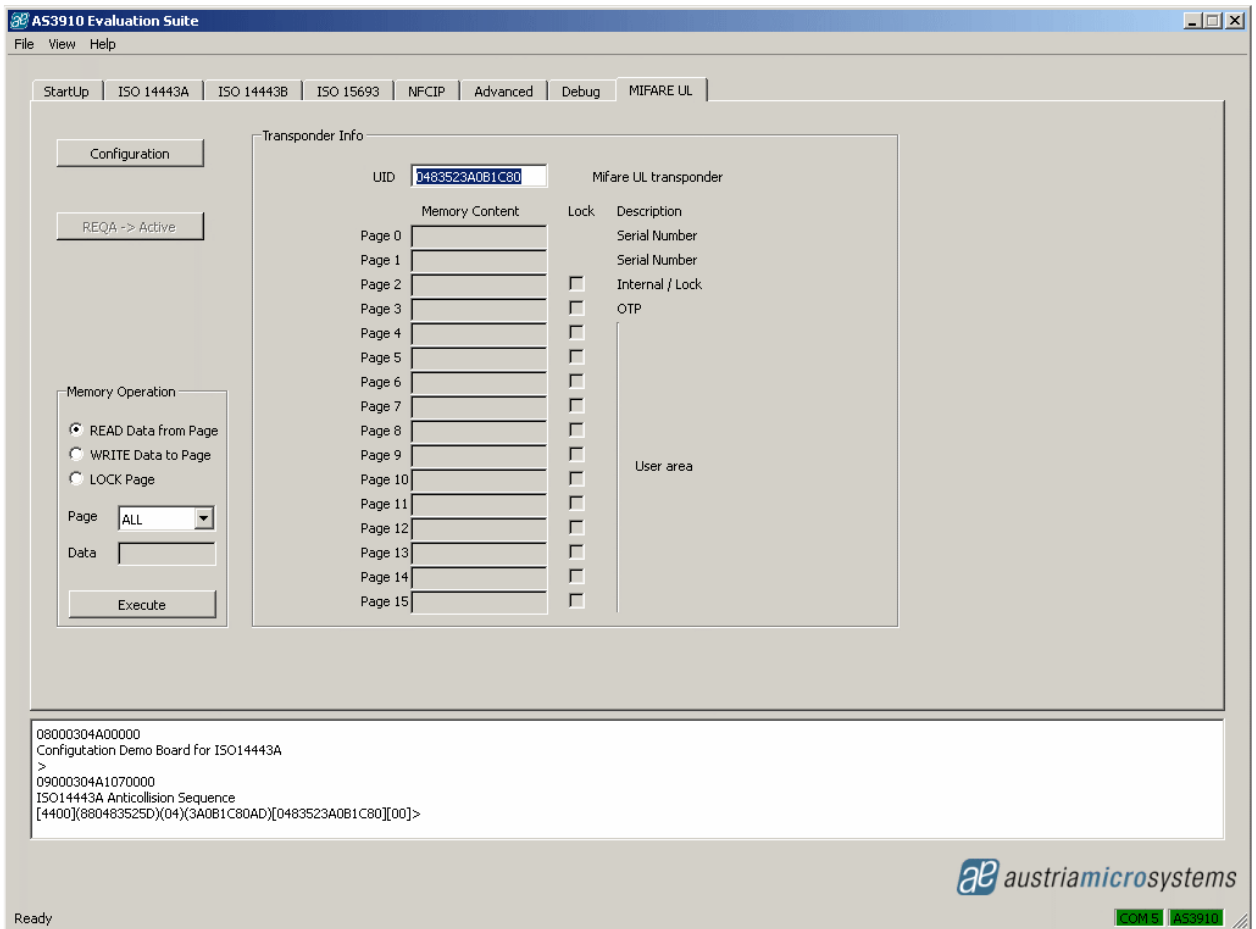 AS3910 Evaluation Suite
File View Help
StartUp ISO 14443A ISO 14443B ISO 15693 NFCIP Advanced Debug MIFARE UL
Configuration
REQA -> Active
Transponder Info
UID 0483523A0B1C80 Mifare UL transponder
Memory Content Lock Description
Page 0 Serial Number
Page 1 Serial Number
Page 2 Internal / Lock
Page 3 OTP
Page 4
Page 5
Page 6
Page 7
Page 8
Page 9
Page 10
Page 11
Page 12
Page 13
Page 14
Page 15
User area
Memory Operation
READ Data from Page
WRITE Data to Page
LOCK Page
Page ALL
Data
Execute
08000304A00000
Configutation Demo Board for ISO14443A
>
09000304A1070000
ISO14443A Anticollision Sequence
[4400](880483525D)(04)(3A0B1C80AD)[0483523A0B1C80][00]>
ae austriamicrosystems
Ready COM 5 AS3910